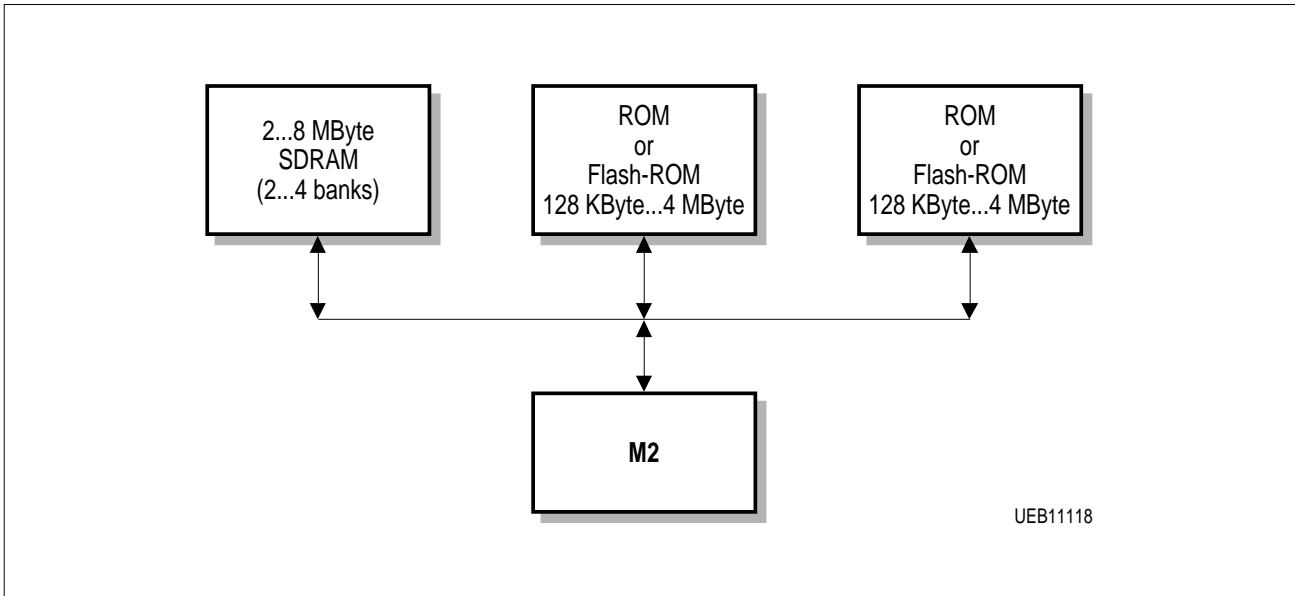 2...8 MByte
SDRAM
(2...4 banks)
ROM
or
Flash-ROM
128 KByte...4 MByte
ROM
or
Flash-ROM
128 KByte...4 MByte
M2
UEB11118